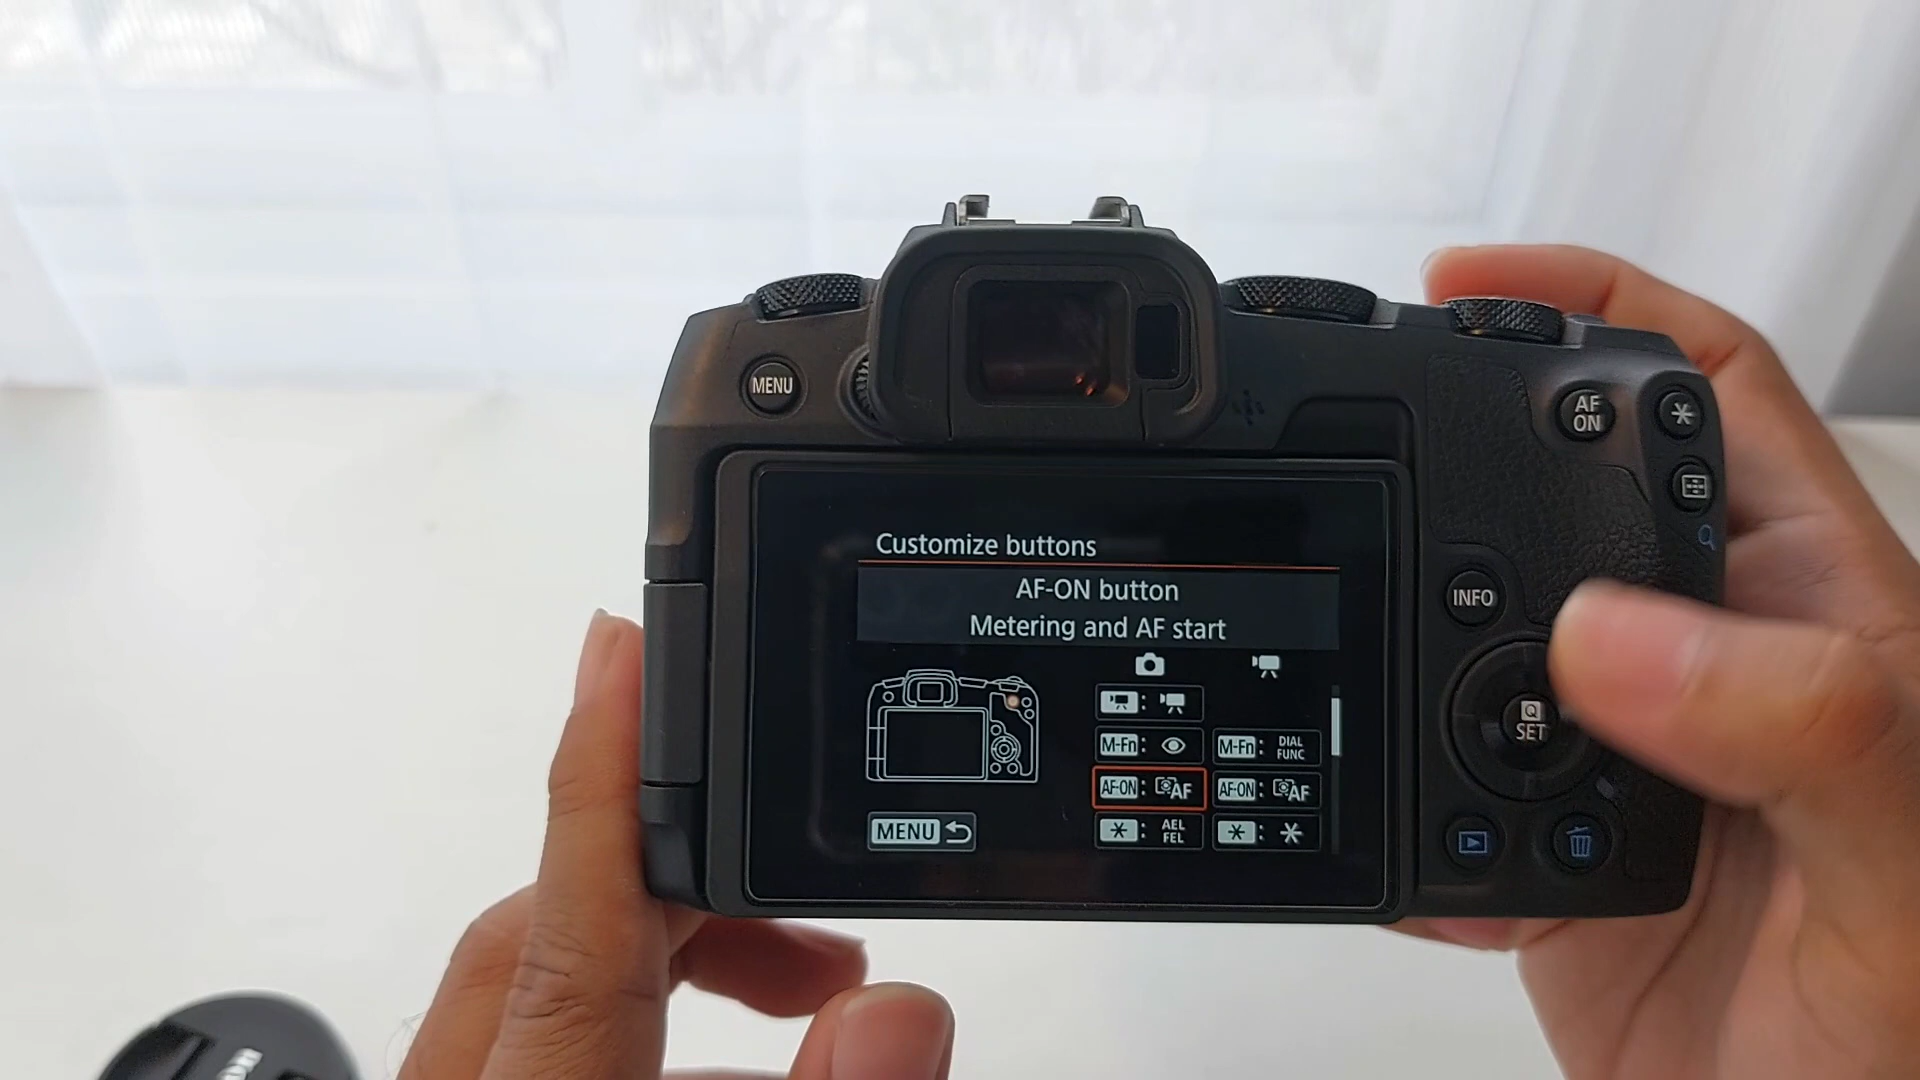 MENU
AF
ON
Customize buttons
AF-ON button
Metering and AF start
INFO
M-Fn:
M-Fn: DIAL
FUNC
Q
SET
AF-ON: AF
AF-ON: AF
MENU
AEL
FEL